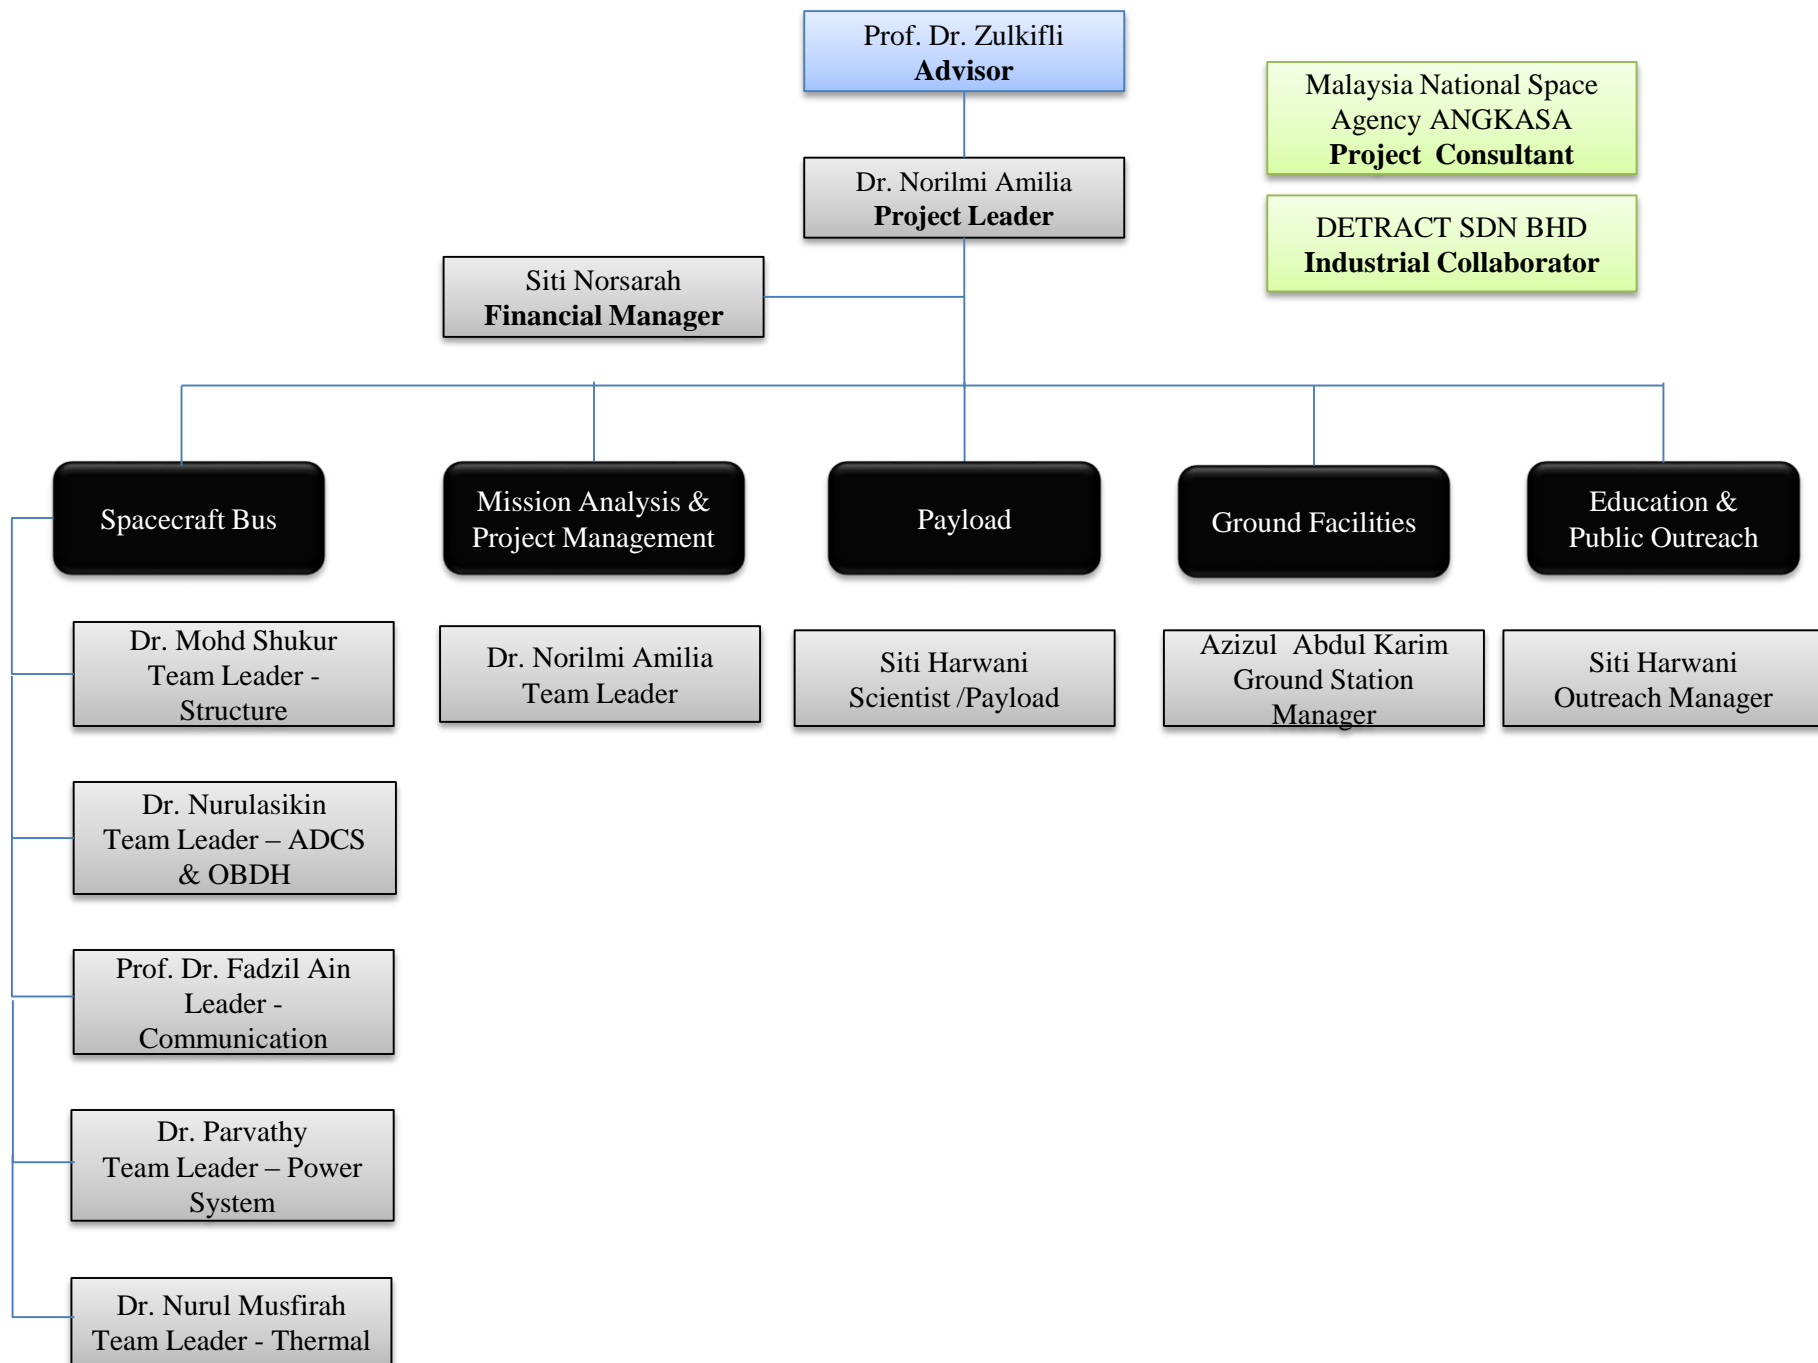 Prof. Dr. Zulkifli
Advisor
Malaysia National Space
Agency ANGKASA
Project Consultant
Dr. Norilmi Amilia
Project Leader
DETRACT SDN BHD
Industrial Collaborator
Siti Norsarah
Financial Manager
Spacecraft Bus
Mission Analysis &
Project Management
Payload
Ground Facilities
Education &
Public Outreach
Dr. Mohd Shukur
Team Leader -
Structure
Dr. Norilmi Amilia
Team Leader
Siti Harwani
Scientist /Payload
Azizul Abdul Karim
Ground Station
Manager
Siti Harwani
Outreach Manager
Dr. Nurulasikin
Team Leader – ADCS
& OBDH
Prof. Dr. Fadzil Ain
Leader -
Communication
Dr. Parvathy
Team Leader – Power
System
Dr. Nurul Musfirah
Team Leader - Thermal